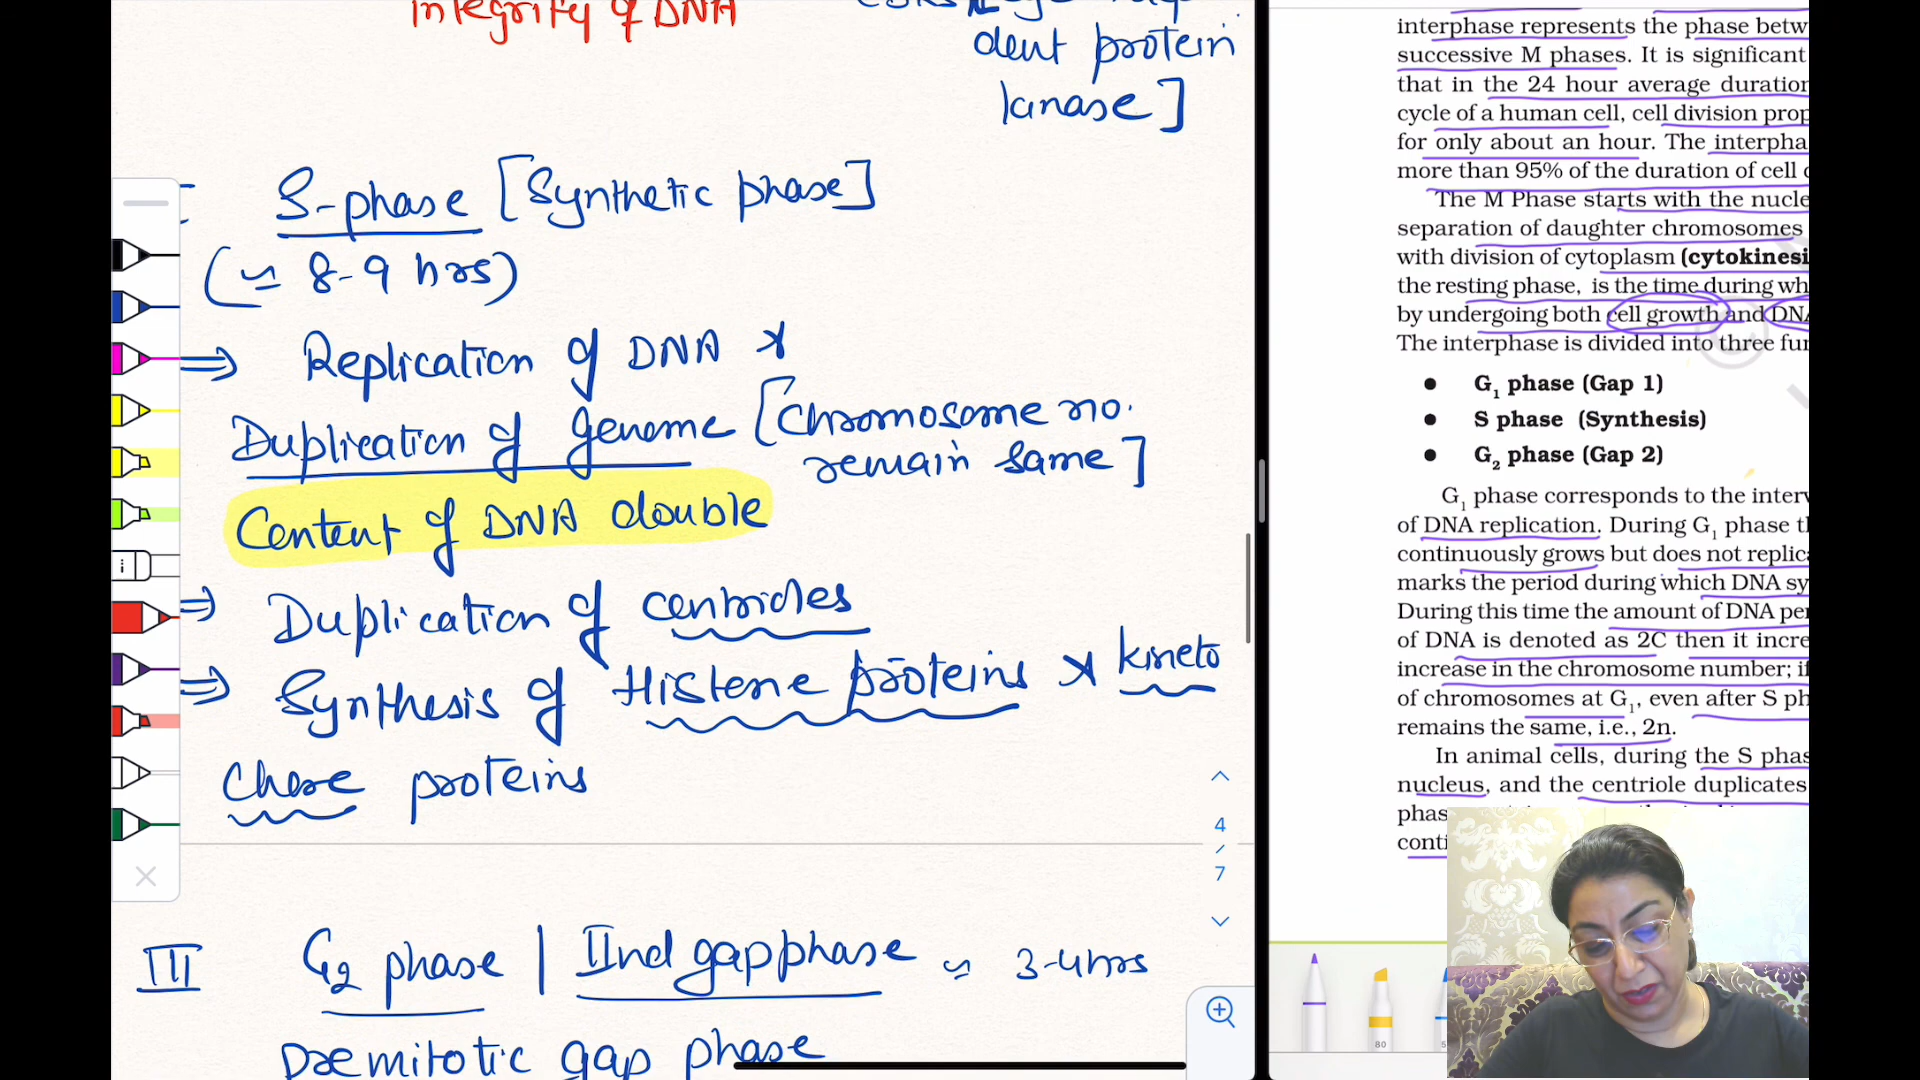 integrity of DNA
dent protein
kinase]
S-phase [Synthetic phase]
(≃ 8-9 hrs)
⇒ Replication of DNA *
Duplication of genome [Chromosome no.
remain same]
Content of DNA double
⇒ Duplication of centrioles
⇒ Synthesis of Histone proteins * kineto
chore proteins
4
/
7
III G2 phase | IInd gap phase ≃ 3-4hrs
Premitotic gap phase
interphase represents the phase betw
successive M phases. It is significant
that in the 24 hour average duration
cycle of a human cell, cell division prop
for only about an hour. The interpha
more than 95% of the duration of cell c
The M Phase starts with the nucle
separation of daughter chromosomes
with division of cytoplasm (cytokinesi
the resting phase, is the time during wh
by undergoing both cell growth and DNA
The interphase is divided into three fun
● G1 phase (Gap 1)
● S phase (Synthesis)
● G2 phase (Gap 2)
G1 phase corresponds to the interv
of DNA replication. During G1 phase th
continuously grows but does not replic
marks the period during which DNA sy
During this time the amount of DNA per
of DNA is denoted as 2C then it incre
increase in the chromosome number; if
of chromosomes at G1, even after S ph
remains the same, i.e., 2n.
In animal cells, during the S phas
nucleus, and the centriole duplicates
phas
conti
80
5